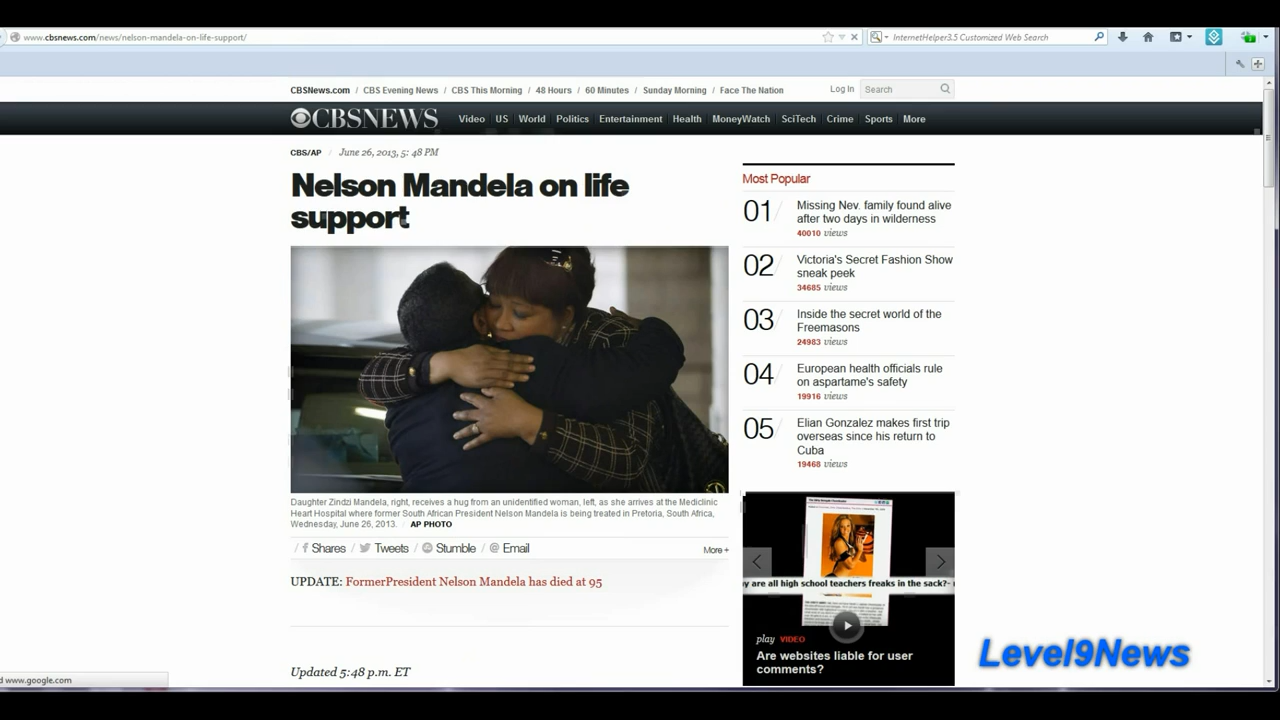 www.cbsnews.com/news/nelson-mandela-on-life-support/
InternetHelper3.5 Customized Web Search
CBSNews.com / CBS Evening News / CBS This Morning / 48 Hours / 60 Minutes / Sunday Morning / Face The Nation
Log In
Search
CBSNEWS
Video US World Politics Entertainment Health MoneyWatch SciTech Crime Sports More
CBS/AP / June 26, 2013, 5: 48 PM
Nelson Mandela on life
support
Daughter Zindzi Mandela, right, receives a hug from an unidentified woman, left, as she arrives at the Mediclinic
Heart Hospital where former South African President Nelson Mandela is being treated in Pretoria, South Africa,
Wednesday, June 26, 2013. / AP PHOTO
/ Shares / Tweets / Stumble / @ Email
More +
UPDATE: FormerPresident Nelson Mandela has died at 95
Updated 5:48 p.m. ET
Most Popular
01 Missing Nev. family found alive
after two days in wilderness
40010 views
02 Victoria's Secret Fashion Show
sneak peek
34685 views
03 Inside the secret world of the
Freemasons
24983 views
04 European health officials rule
on aspartame's safety
19916 views
05 Elian Gonzalez makes first trip
overseas since his return to
Cuba
19468 views
y are all high school teachers freaks in the sack?-
play VIDEO
Are websites liable for user
comments?
Level9News
d www.google.com